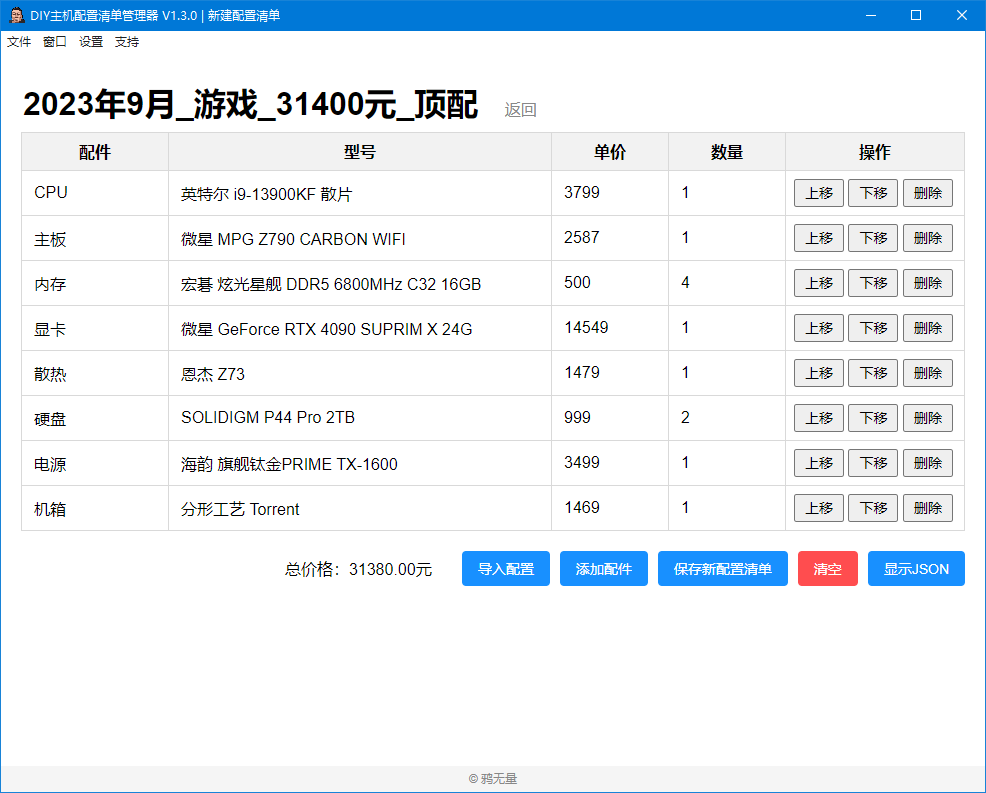 DIY主机配置清单管理器 V1.3.0 | 新建配置清单
文件 窗口 设置 支持
2023年9月_游戏_31400元_顶配 返回
配件 型号 单价 数量 操作
CPU 英特尔 i9-13900KF 散片 3799 1 上移 下移 删除
主板 微星 MPG Z790 CARBON WIFI 2587 1 上移 下移 删除
内存 宏碁 炫光星舰 DDR5 6800MHz C32 16GB 500 4 上移 下移 删除
显卡 微星 GeForce RTX 4090 SUPRIM X 24G 14549 1 上移 下移 删除
散热 恩杰 Z73 1479 1 上移 下移 删除
硬盘 SOLIDIGM P44 Pro 2TB 999 2 上移 下移 删除
电源 海韵 旗舰钛金PRIME TX-1600 3499 1 上移 下移 删除
机箱 分形工艺 Torrent 1469 1 上移 下移 删除
总价格：31380.00元 导入配置 添加配件 保存新配置清单 清空 显示JSON
© 鸦无量